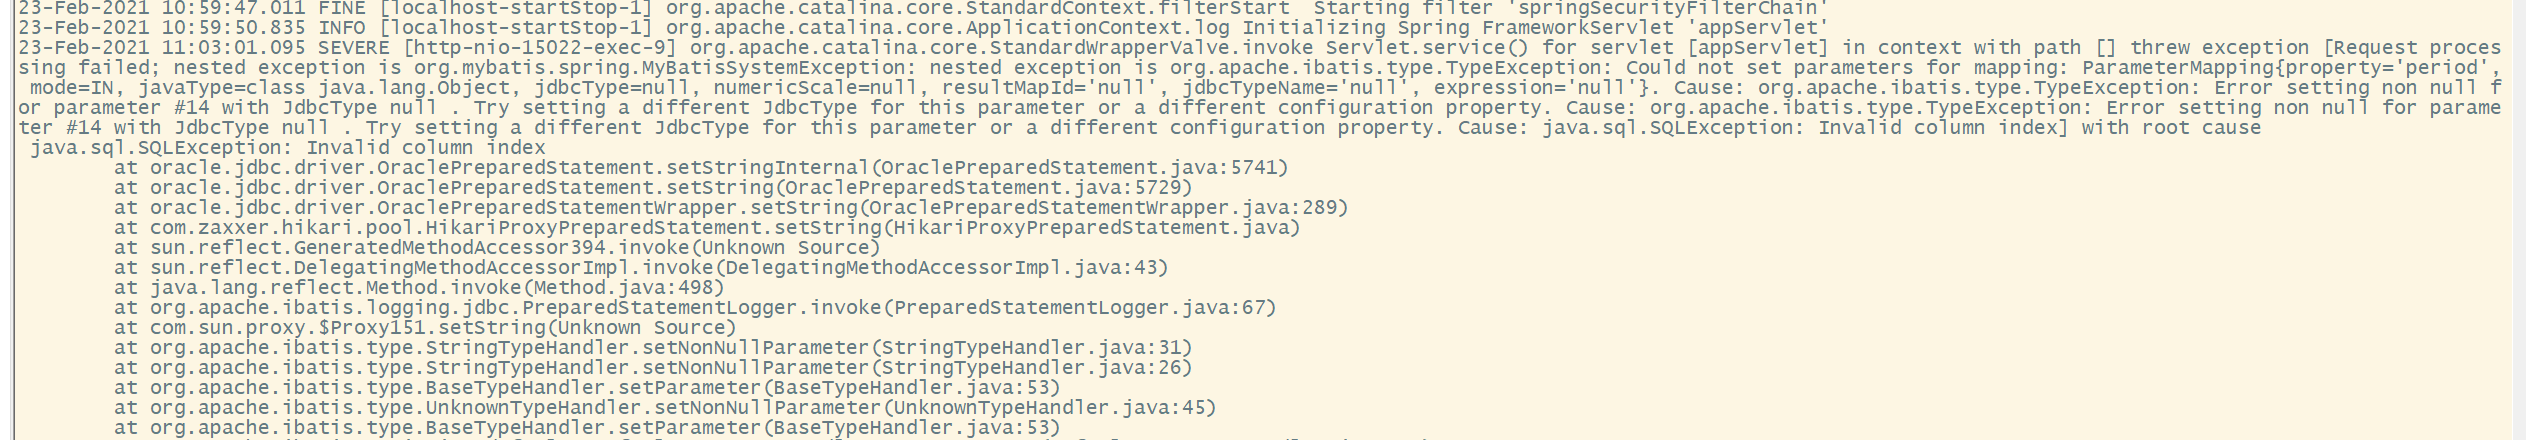 23-Feb-2021 10:59:47.011 FINE [localhost-startStop-1] org.apache.catalina.core.StandardContext.filterStart  Starting filter 'springSecurityFilterChain'
23-Feb-2021 10:59:50.835 INFO [localhost-startStop-1] org.apache.catalina.core.ApplicationContext.log Initializing Spring FrameworkServlet 'appServlet'
23-Feb-2021 11:03:01.095 SEVERE [http-nio-15022-exec-9] org.apache.catalina.core.StandardWrapperValve.invoke Servlet.service() for servlet [appServlet] in context with path [] threw exception [Request proces
sing failed; nested exception is org.mybatis.spring.MyBatisSystemException: nested exception is org.apache.ibatis.type.TypeException: Could not set parameters for mapping: ParameterMapping{property='period',
 mode=IN, javaType=class java.lang.Object, jdbcType=null, numericScale=null, resultMapId='null', jdbcTypeName='null', expression='null'}. Cause: org.apache.ibatis.type.TypeException: Error setting non null f
or parameter #14 with JdbcType null . Try setting a different JdbcType for this parameter or a different configuration property. Cause: org.apache.ibatis.type.TypeException: Error setting non null for parame
ter #14 with JdbcType null . Try setting a different JdbcType for this parameter or a different configuration property. Cause: java.sql.SQLException: Invalid column index] with root cause
 java.sql.SQLException: Invalid column index
        at oracle.jdbc.driver.OraclePreparedStatement.setStringInternal(OraclePreparedStatement.java:5741)
        at oracle.jdbc.driver.OraclePreparedStatement.setString(OraclePreparedStatement.java:5729)
        at oracle.jdbc.driver.OraclePreparedStatementWrapper.setString(OraclePreparedStatementWrapper.java:289)
        at com.zaxxer.hikari.pool.HikariProxyPreparedStatement.setString(HikariProxyPreparedStatement.java)
        at sun.reflect.GeneratedMethodAccessor394.invoke(Unknown Source)
        at sun.reflect.DelegatingMethodAccessorImpl.invoke(DelegatingMethodAccessorImpl.java:43)
        at java.lang.reflect.Method.invoke(Method.java:498)
        at org.apache.ibatis.logging.jdbc.PreparedStatementLogger.invoke(PreparedStatementLogger.java:67)
        at com.sun.proxy.$Proxy151.setString(Unknown Source)
        at org.apache.ibatis.type.StringTypeHandler.setNonNullParameter(StringTypeHandler.java:31)
        at org.apache.ibatis.type.StringTypeHandler.setNonNullParameter(StringTypeHandler.java:26)
        at org.apache.ibatis.type.BaseTypeHandler.setParameter(BaseTypeHandler.java:53)
        at org.apache.ibatis.type.UnknownTypeHandler.setNonNullParameter(UnknownTypeHandler.java:45)
        at org.apache.ibatis.type.BaseTypeHandler.setParameter(BaseTypeHandler.java:53)